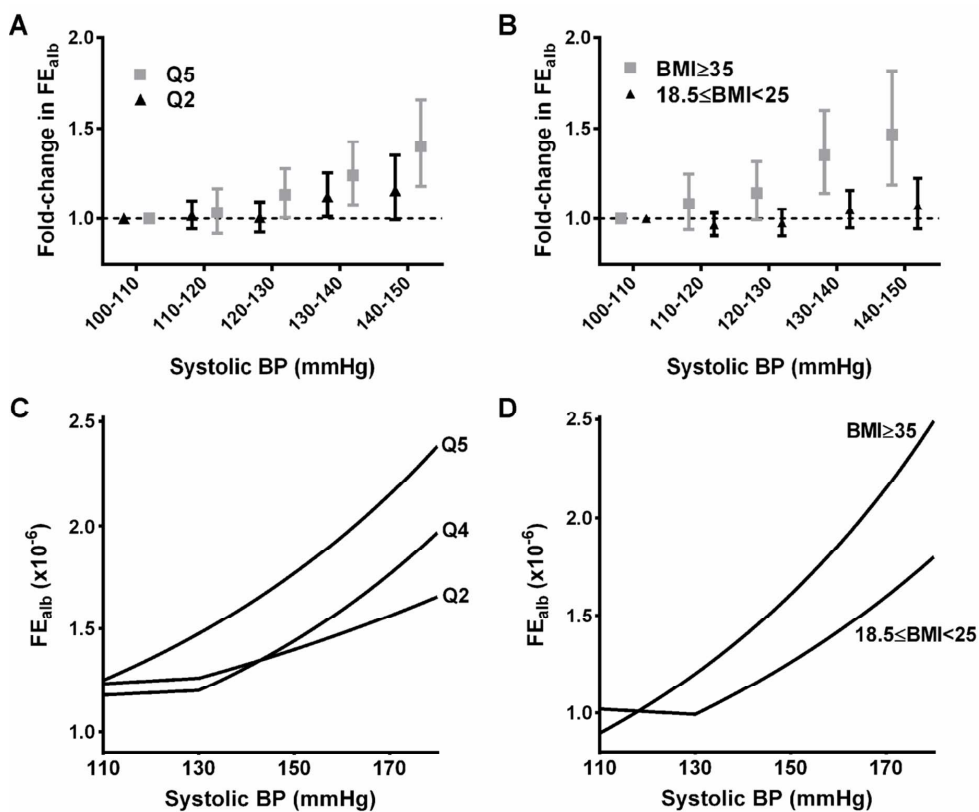 A
Fold-change in FEalb
2.0
1.5
1.0
Q5
Q2
100-110
110-120
120-130
130-140
140-150
Systolic BP (mmHg)
B
Fold-change in FEalb
2.0
1.5
1.0
BMI≥35
18.5≤BMI<25
100-110
110-120
120-130
130-140
140-150
Systolic BP (mmHg)
C
FEalb (x10-6)
2.5
2.0
1.5
1.0
Q5
Q4
Q2
110 130 150 170
Systolic BP (mmHg)
D
FEalb (x10-6)
2.5
2.0
1.5
1.0
BMI≥35
18.5≤BMI<25
110 130 150 170
Systolic BP (mmHg)